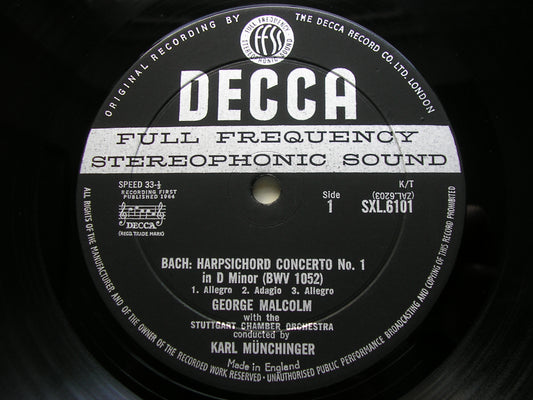 ORIGINAL RECORDING BY
THE DECCA RECORD CO. LTD. LONDON
FULL FREQUENCY
ffss
STEREOPHONIC SOUND
DECCA
FULL FREQUENCY
STEREOPHONIC SOUND
SPEED 33-⅓
RECORDING FIRST
PUBLISHED 1964
DECCA
(REGD. TRADE MARK)
K/T
(ZAL.6203)
Side
1
SXL.6101
BACH: HARPSICHORD CONCERTO No. 1
in D Minor (BWV 1052)
1. Allegro 2. Adagio 3. Allegro
GEORGE MALCOLM
with the
STUTTGART CHAMBER ORCHESTRA
conducted by
KARL MÜNCHINGER
Made in England
ALL RIGHTS OF THE MANUFACTURER AND OF THE OWNER OF THE RECORDED WORK RESERVED · UNAUTHORISED PUBLIC PERFORMANCE BROADCASTING AND COPYING OF THIS RECORD PROHIBITED